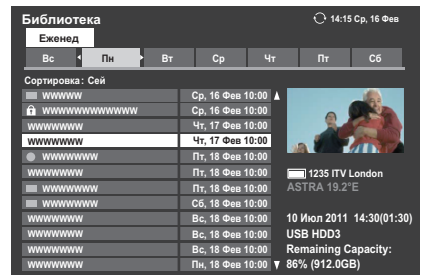 Библиотека
14:15 Ср, 16 Фев
Еженед
Вс Пн Вт Ср Чт Пт Сб
Сортировка: Сей
wwwww Ср, 16 Фев 10:00
wwwwwwwwwwww Ср, 16 Фев 10:00
wwwwwww Чт, 17 Фев 10:00
wwwwwww Чт, 17 Фев 10:00
wwwwwww Пт, 18 Фев 10:00
wwwwwww Пт, 18 Фев 10:00
wwwwwww Пт, 18 Фев 10:00
wwwwwww Сб, 18 Фев 10:00
wwwwwww Вс, 18 Фев 10:00
wwwwwww Вс, 18 Фев 10:00
wwwwwww Вс, 18 Фев 10:00
wwwwwww Пн, 18 Фев 10:00
1235 ITV London
ASTRA 19.2°E
10 Июл 2011 14:30(01:30)
USB HDD3
Remaining Capacity:
86% (912.0GB)